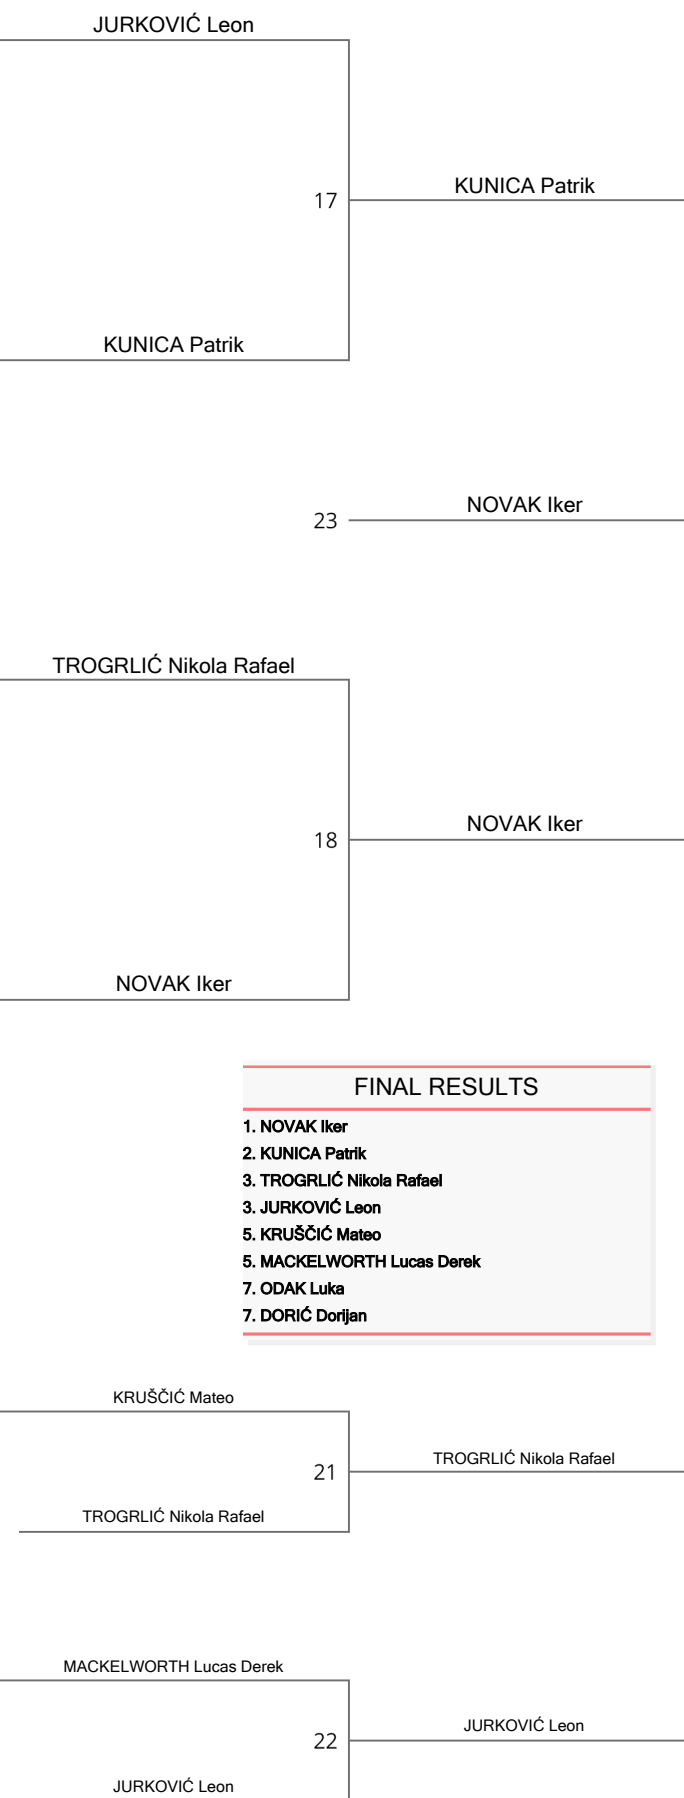 JURKOVIĆ Leon
17
KUNICA Patrik
KUNICA Patrik
23
NOVAK Iker
TROGRLIĆ Nikola Rafael
18
NOVAK Iker
NOVAK Iker
FINAL RESULTS
1. NOVAK Iker
2. KUNICA Patrik
3. TROGRLIĆ Nikola Rafael
3. JURKOVIĆ Leon
5. KRUŠČIĆ Mateo
5. MACKELWORTH Lucas Derek
7. ODAK Luka
7. DORIĆ Dorijan
KRUŠČIĆ Mateo
21
TROGRLIĆ Nikola Rafael
TROGRLIĆ Nikola Rafael
MACKELWORTH Lucas Derek
22
JURKOVIĆ Leon
JURKOVIĆ Leon